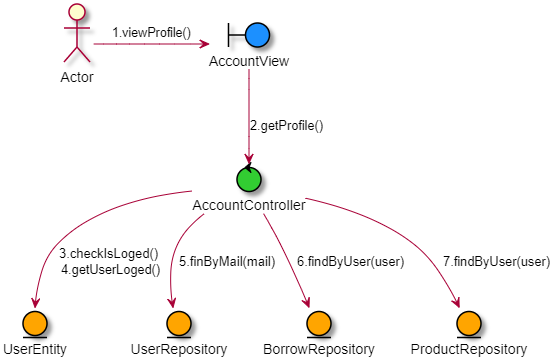 1.viewProfile()
Actor
AccountView
2.getProfile()
AccountController
3.checkIsLoged()
4.getUserLoged()
5.finByMail(mail)
6.findByUser(user)
7.findByUser(user)
UserEntity
UserRepository
BorrowRepository
ProductRepository